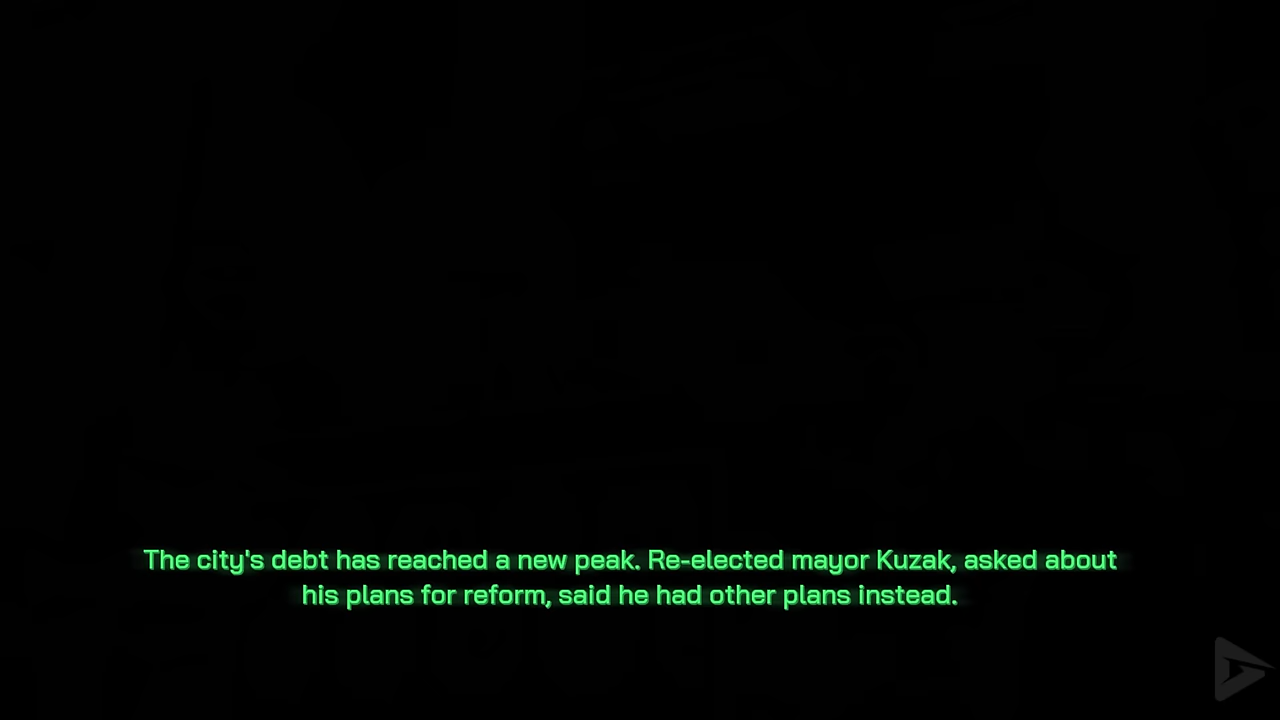 The city's debt has reached a new peak. Re-elected mayor Kuzak, asked about
his plans for reform, said he had other plans instead.